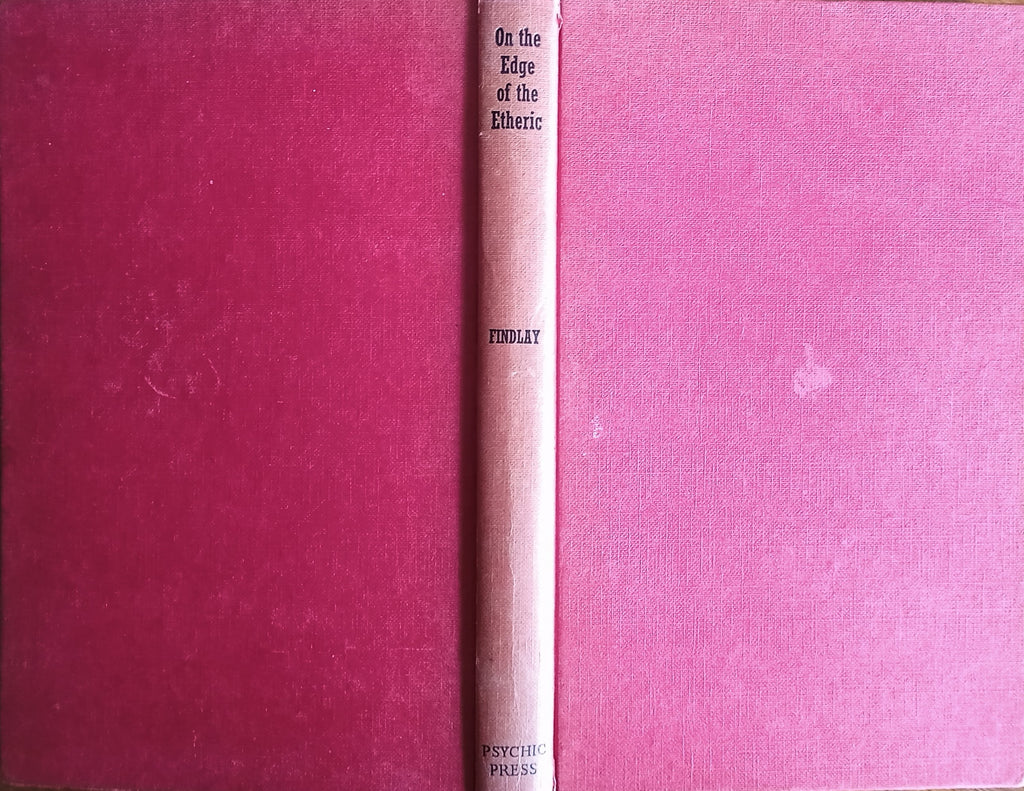 On the
Edge
of the
Etheric
FINDLAY
PSYCHIC
PRESS